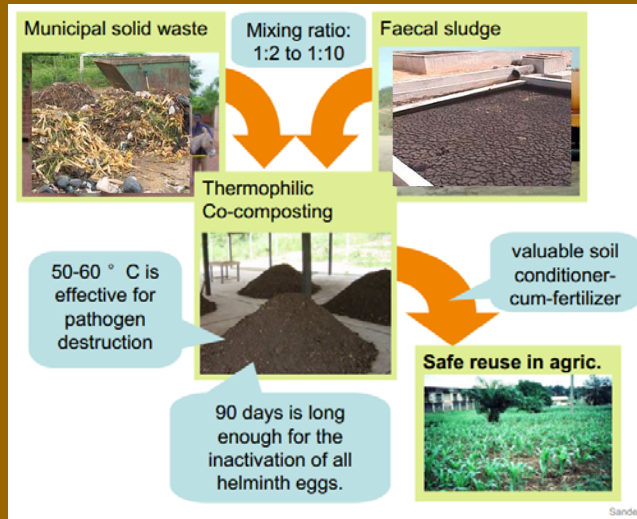 Municipal solid waste
Mixing ratio:
1:2 to 1:10
Faecal sludge
Thermophilic
Co-composting
50-60 ° C is
effective for
pathogen
destruction
valuable soil
conditioner-
cum-fertilizer
90 days is long
enough for the
inactivation of all
helminth eggs.
Safe reuse in agric.
Sande